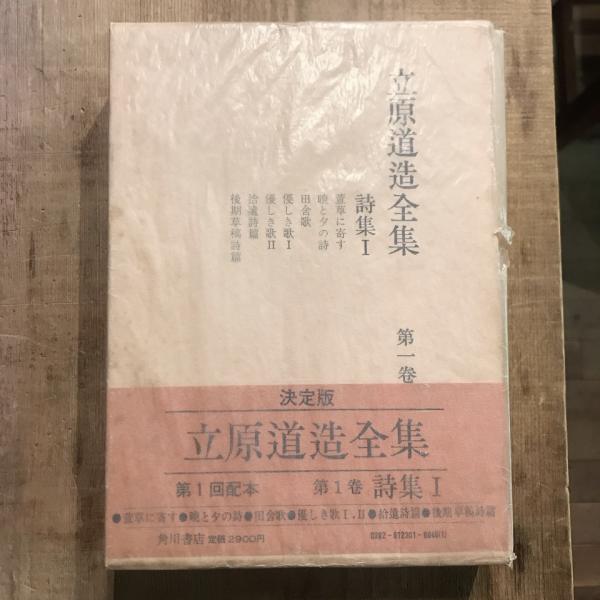 立原道造全集
第一巻
詩集Ⅰ
萱草に寄す
暁と夕の詩
田舎歌
優しき歌Ⅰ
優しき歌Ⅱ
拾遺詩篇
後期草稿詩篇
決定版
立原道造全集
第1回配本 第1巻 詩集Ⅰ
●萱草に寄す●暁と夕の詩●田舎歌●優しき歌Ⅰ・Ⅱ●拾遺詩篇●後期草稿詩篇
角川書店 定価2900円 0392-572301-0946(1)